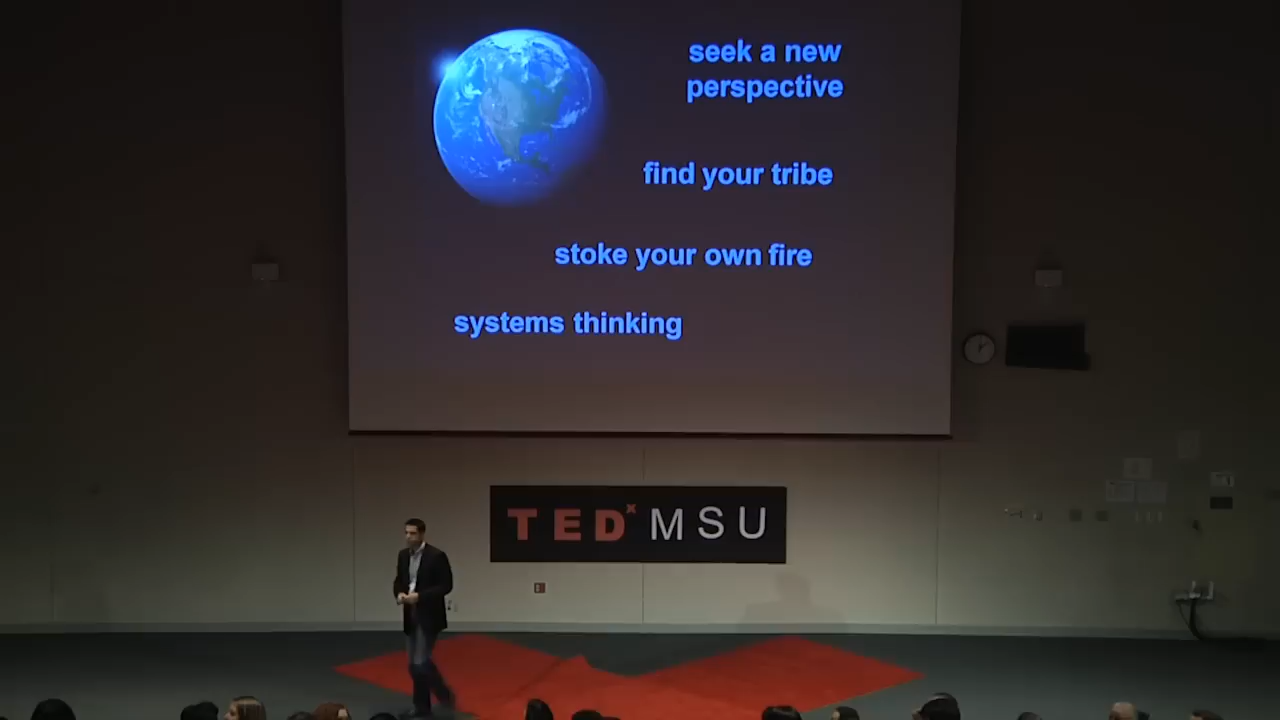 seek a new
perspective
find your tribe
stoke your own fire
systems thinking
TEDx MSU